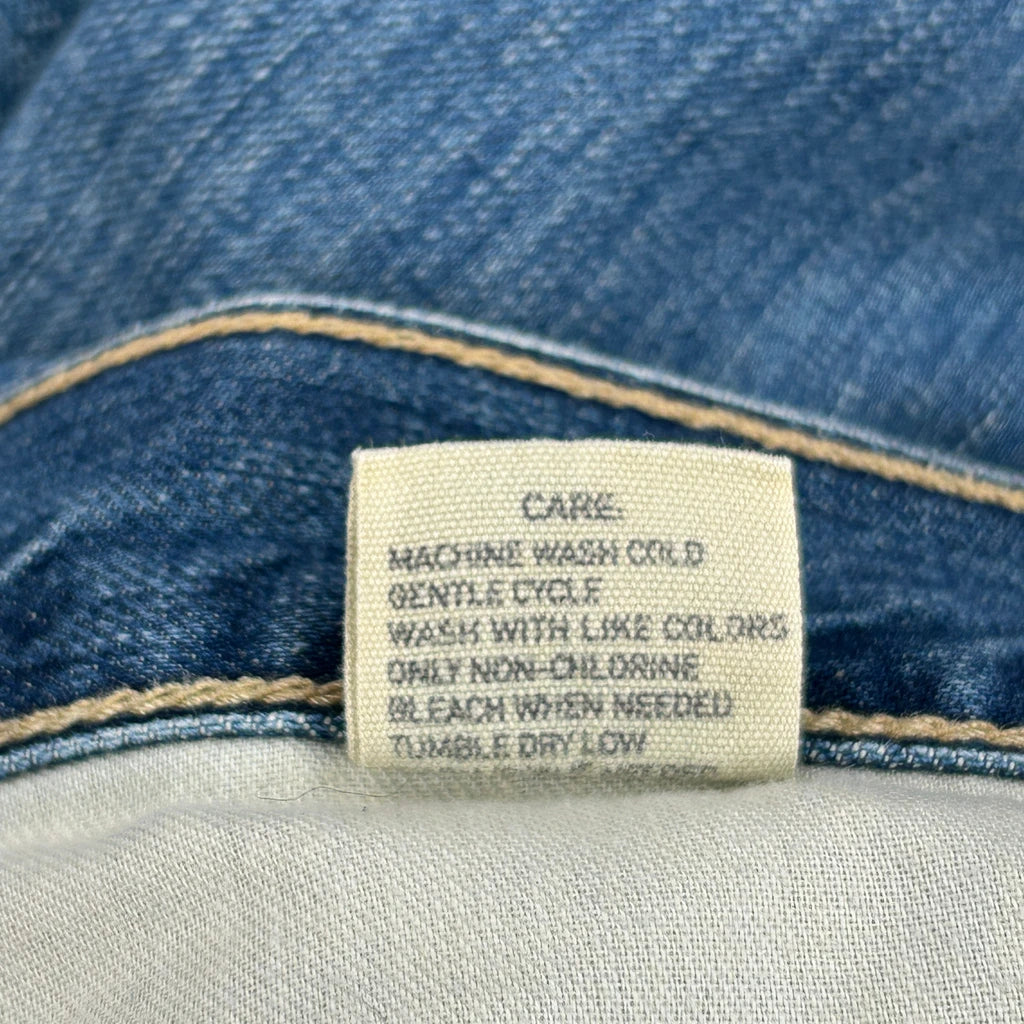 CARE:
MACHINE WASH COLD
GENTLE CYCLE
WASH WITH LIKE COLORS
ONLY NON-CHLORINE
BLEACH WHEN NEEDED
TUMBLE DRY LOW